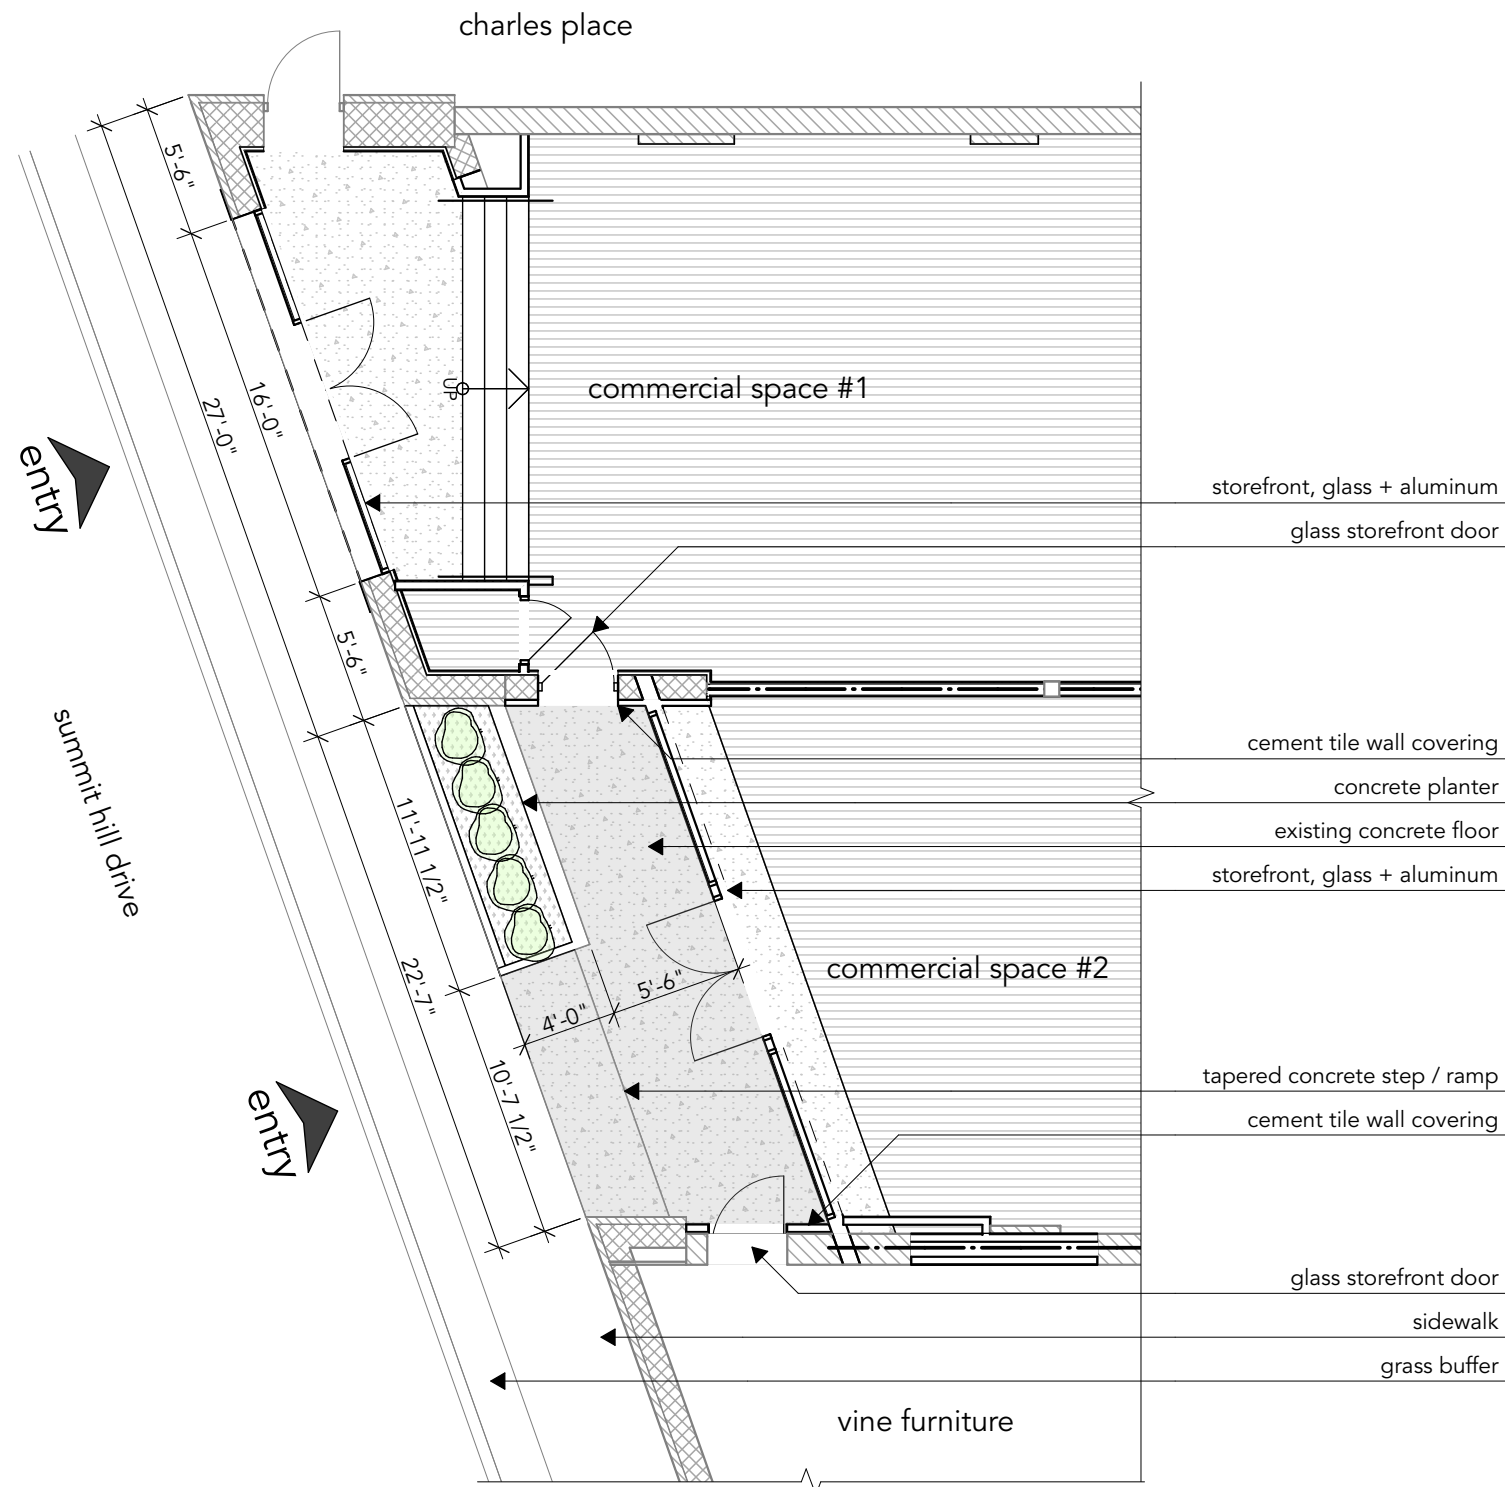 charles place
5'-6"
16'-0"
27'-0"
UP
commercial space #1
entry
storefront, glass + aluminum
glass storefront door
5'-6"
summit hill drive
cement tile wall covering
concrete planter
existing concrete floor
storefront, glass + aluminum
11'-11 1/2"
22'-7"
commercial space #2
5'-6"
4'-0"
10'-7 1/2"
entry
tapered concrete step / ramp
cement tile wall covering
glass storefront door
sidewalk
grass buffer
vine furniture